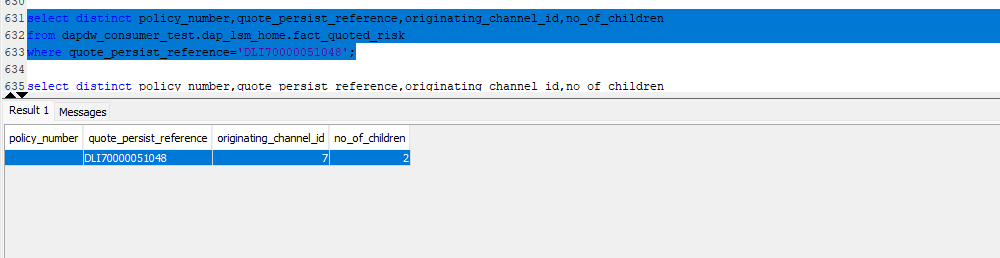 630
631 select distinct policy_number,quote_persist_reference,originating_channel_id,no_of_children
632 from dapdw_consumer_test.dap_lsm_home.fact_quoted_risk
633 where quote_persist_reference='DLI70000051048';
634
635 select distinct policy number,quote persist reference,originating channel id,no of children
Result 1 Messages
policy_number quote_persist_reference originating_channel_id no_of_children
DLI70000051048 7 2